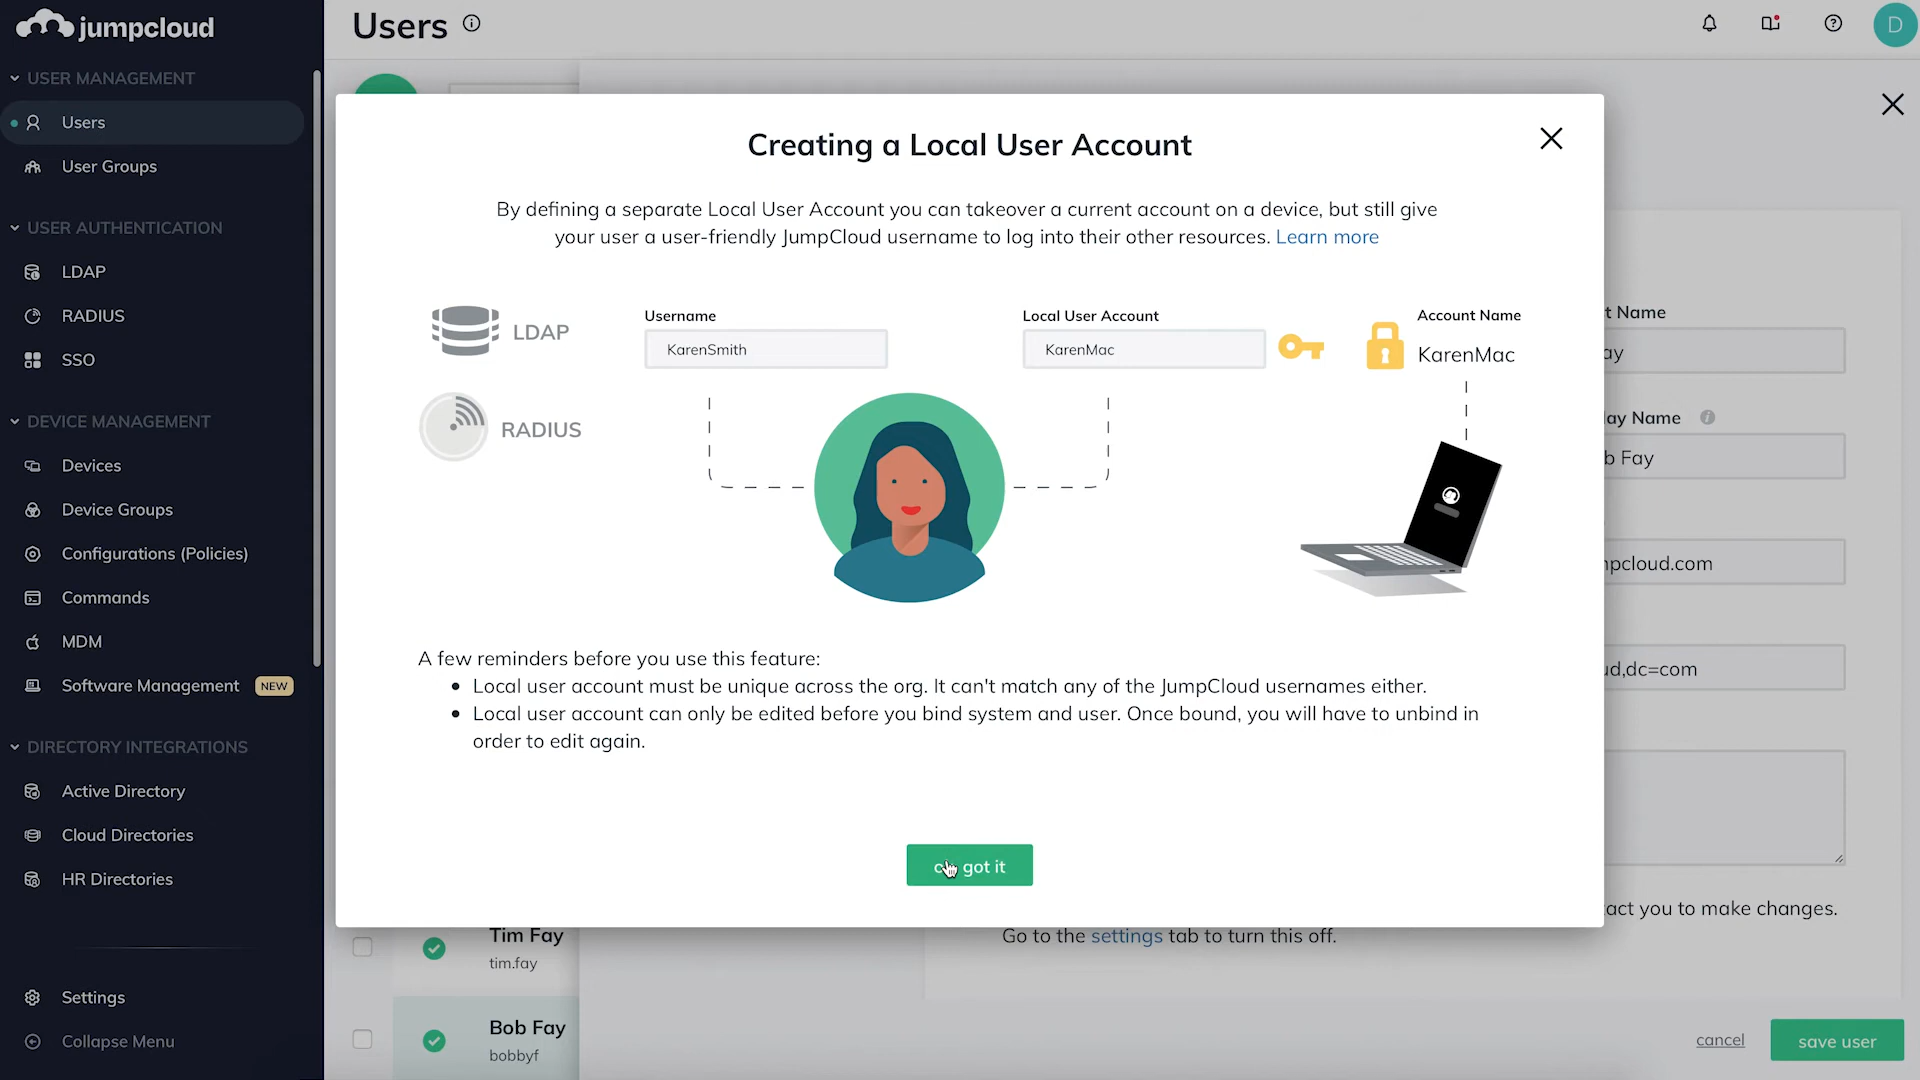 jumpcloud
USER MANAGEMENT
Users
User Groups
USER AUTHENTICATION
LDAP
RADIUS
SSO
DEVICE MANAGEMENT
Devices
Device Groups
Configurations (Policies)
Commands
MDM
Software Management NEW
DIRECTORY INTEGRATIONS
Active Directory
Cloud Directories
HR Directories
Settings
Collapse Menu
Users
D
Creating a Local User Account
By defining a separate Local User Account you can takeover a current account on a device, but still give
your user a user-friendly JumpCloud username to log into their other resources. Learn more
LDAP
RADIUS
Username
KarenSmith
Local User Account
KarenMac
Account Name
KarenMac
A few reminders before you use this feature:
• Local user account must be unique across the org. It can't match any of the JumpCloud usernames either.
• Local user account can only be edited before you bind system and user. Once bound, you will have to unbind in
order to edit again.
got it
Name
Name
Fay
.com
,dc=com
you to make changes.
Go to the settings tab to turn this off.
Tim Fay
tim.fay
Bob Fay
bobbyf
cancel
save user